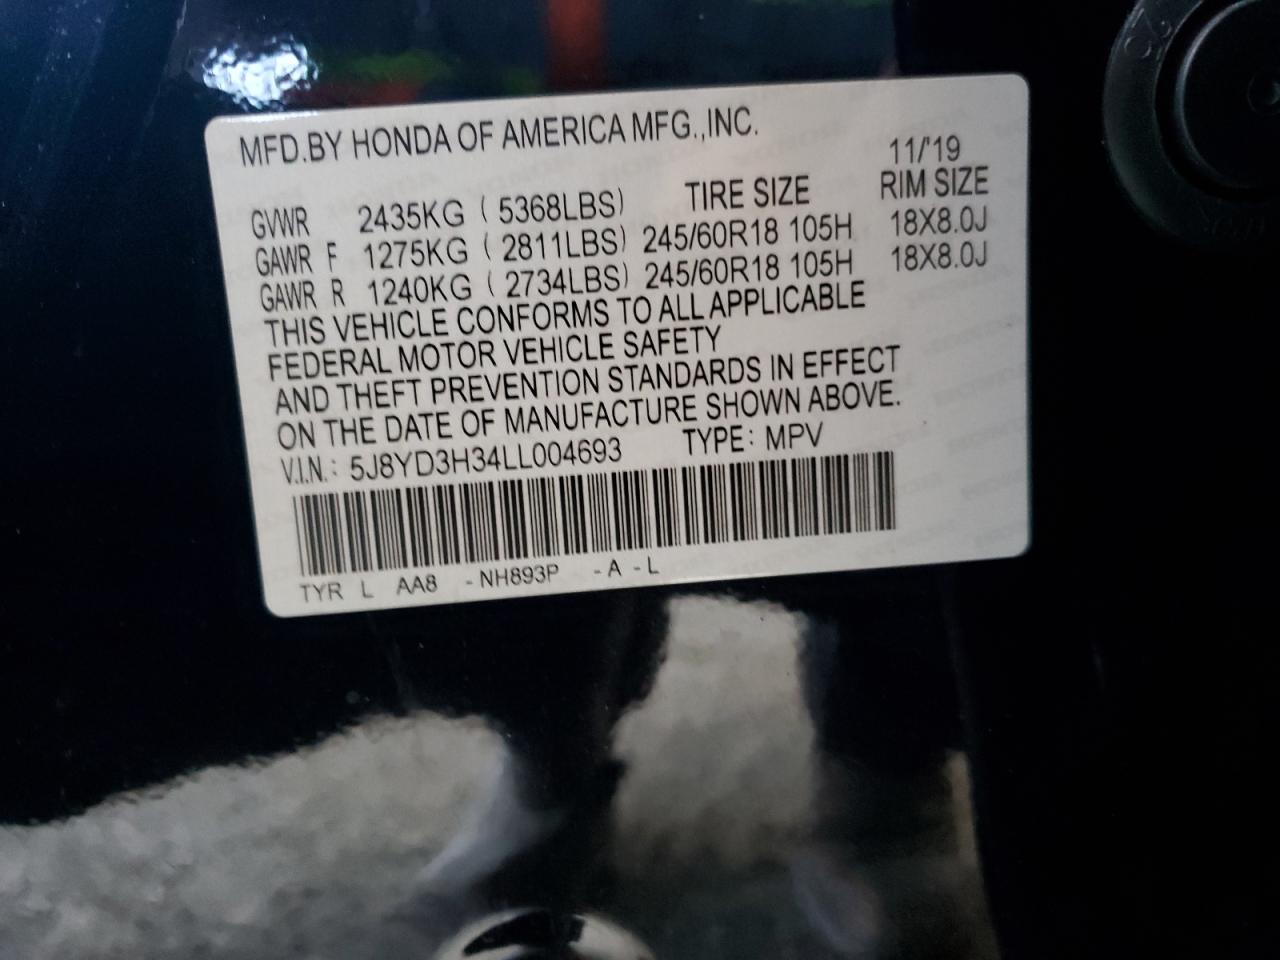 MFD.BY HONDA OF AMERICA MFG.,INC.
11/'19
TIRE SIZE RIM SIZE
GVWR 2435KG ( 5368LBS)
GAWR F 1275KG ( 2811LBS) 245/60R18 105H 18X8.0J
GAWR R 1240KG ( 2734LBS) 245/60R18 105H 18X8.0J
THIS VEHICLE CONFORMS TO ALL APPLICABLE
FEDERAL MOTOR VEHICLE SAFETY
AND THEFT PREVENTION STANDARDS IN EFFECT
ON THE DATE OF MANUFACTURE SHOWN ABOVE.
V.I.N.: 5J8YD3H34LL004693 TYPE: MPV
TYR L AA8 -NH893P -A -L